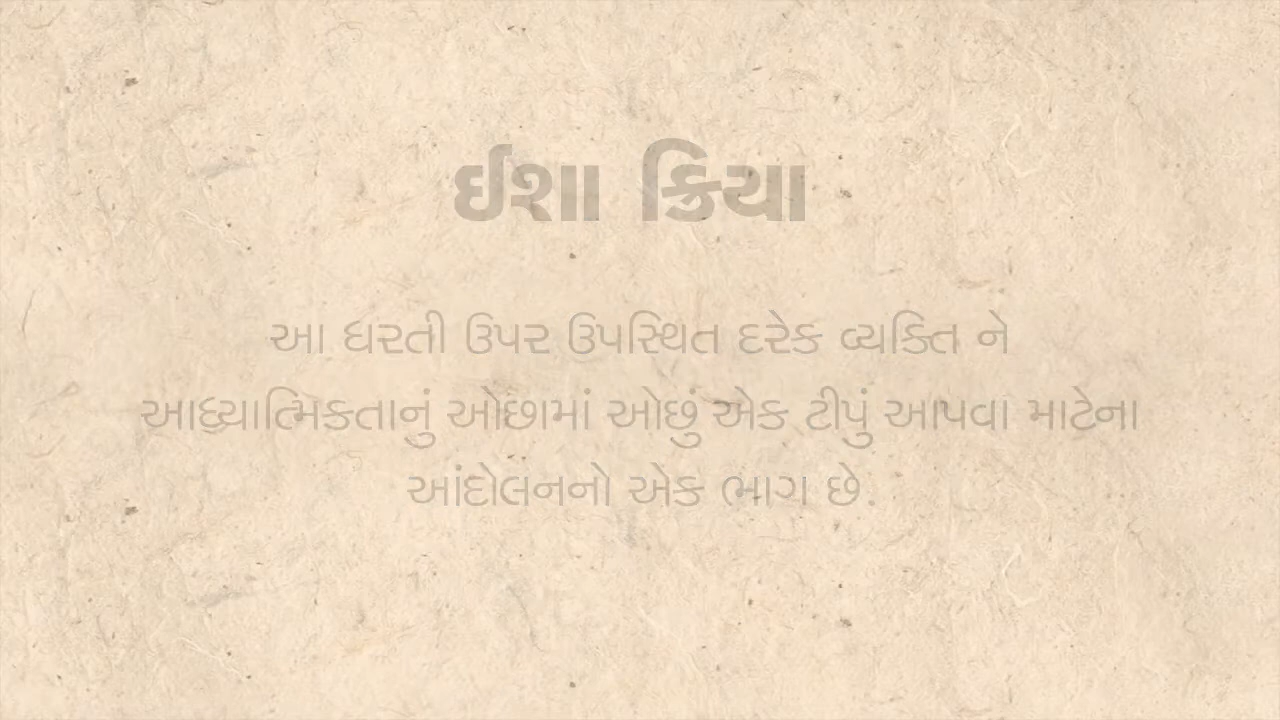 ઈશા ક્રિયા
આ ધરતી ઉપર ઉપસ્થિત દરેક વ્યક્તિ ને
આધ્યાત્મિકતાનું ઓછામાં ઓછું એક ટીપું આપવા માટેના
આંદોલનનો એક ભાગ છે.